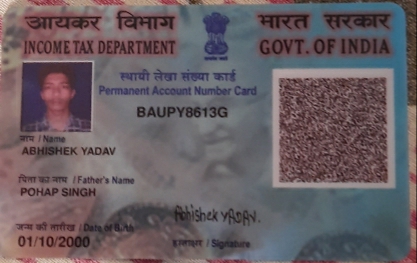 आयकर विभाग
INCOME TAX DEPARTMENT
भारत सरकार
GOVT. OF INDIA
स्थायी लेखा संख्या कार्ड
Permanent Account Number Card
BAUPY8613G
नाम / Name
ABHISHEK YADAV
पिता का नाम / Father's Name
POHAP SINGH
जन्म की तारीख / Date of Birth
01/10/2000
Abhishek YADAV.
हस्ताक्षर / Signature